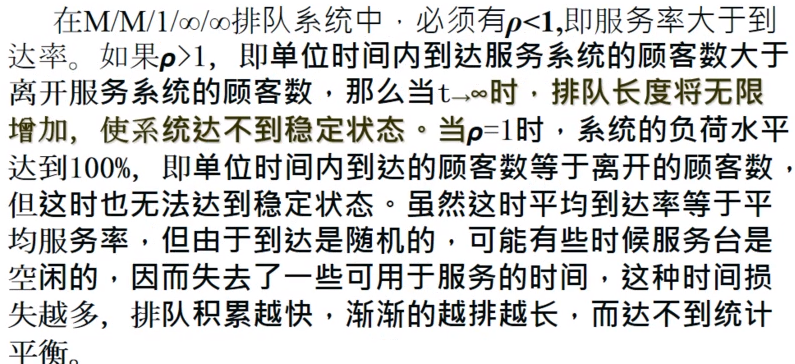 在M/M/1/∞/∞排队系统中，必须有ρ<1,即服务率大于到
达率。如果ρ>1，即单位时间内到达服务系统的顾客数大于
离开服务系统的顾客数，那么当t→∞时，排队长度将无限
增加，使系统达不到稳定状态。当ρ=1时，系统的负荷水平
达到100%，即单位时间内到达的顾客数等于离开的顾客数，
但这时也无法达到稳定状态。虽然这时平均到达率等于平
均服务率，但由于到达是随机的，可能有些时候服务台是
空闲的，因而失去了一些可用于服务的时间，这种时间损
失越多，排队积累越快，渐渐的越排越长，而达不到统计
平衡。